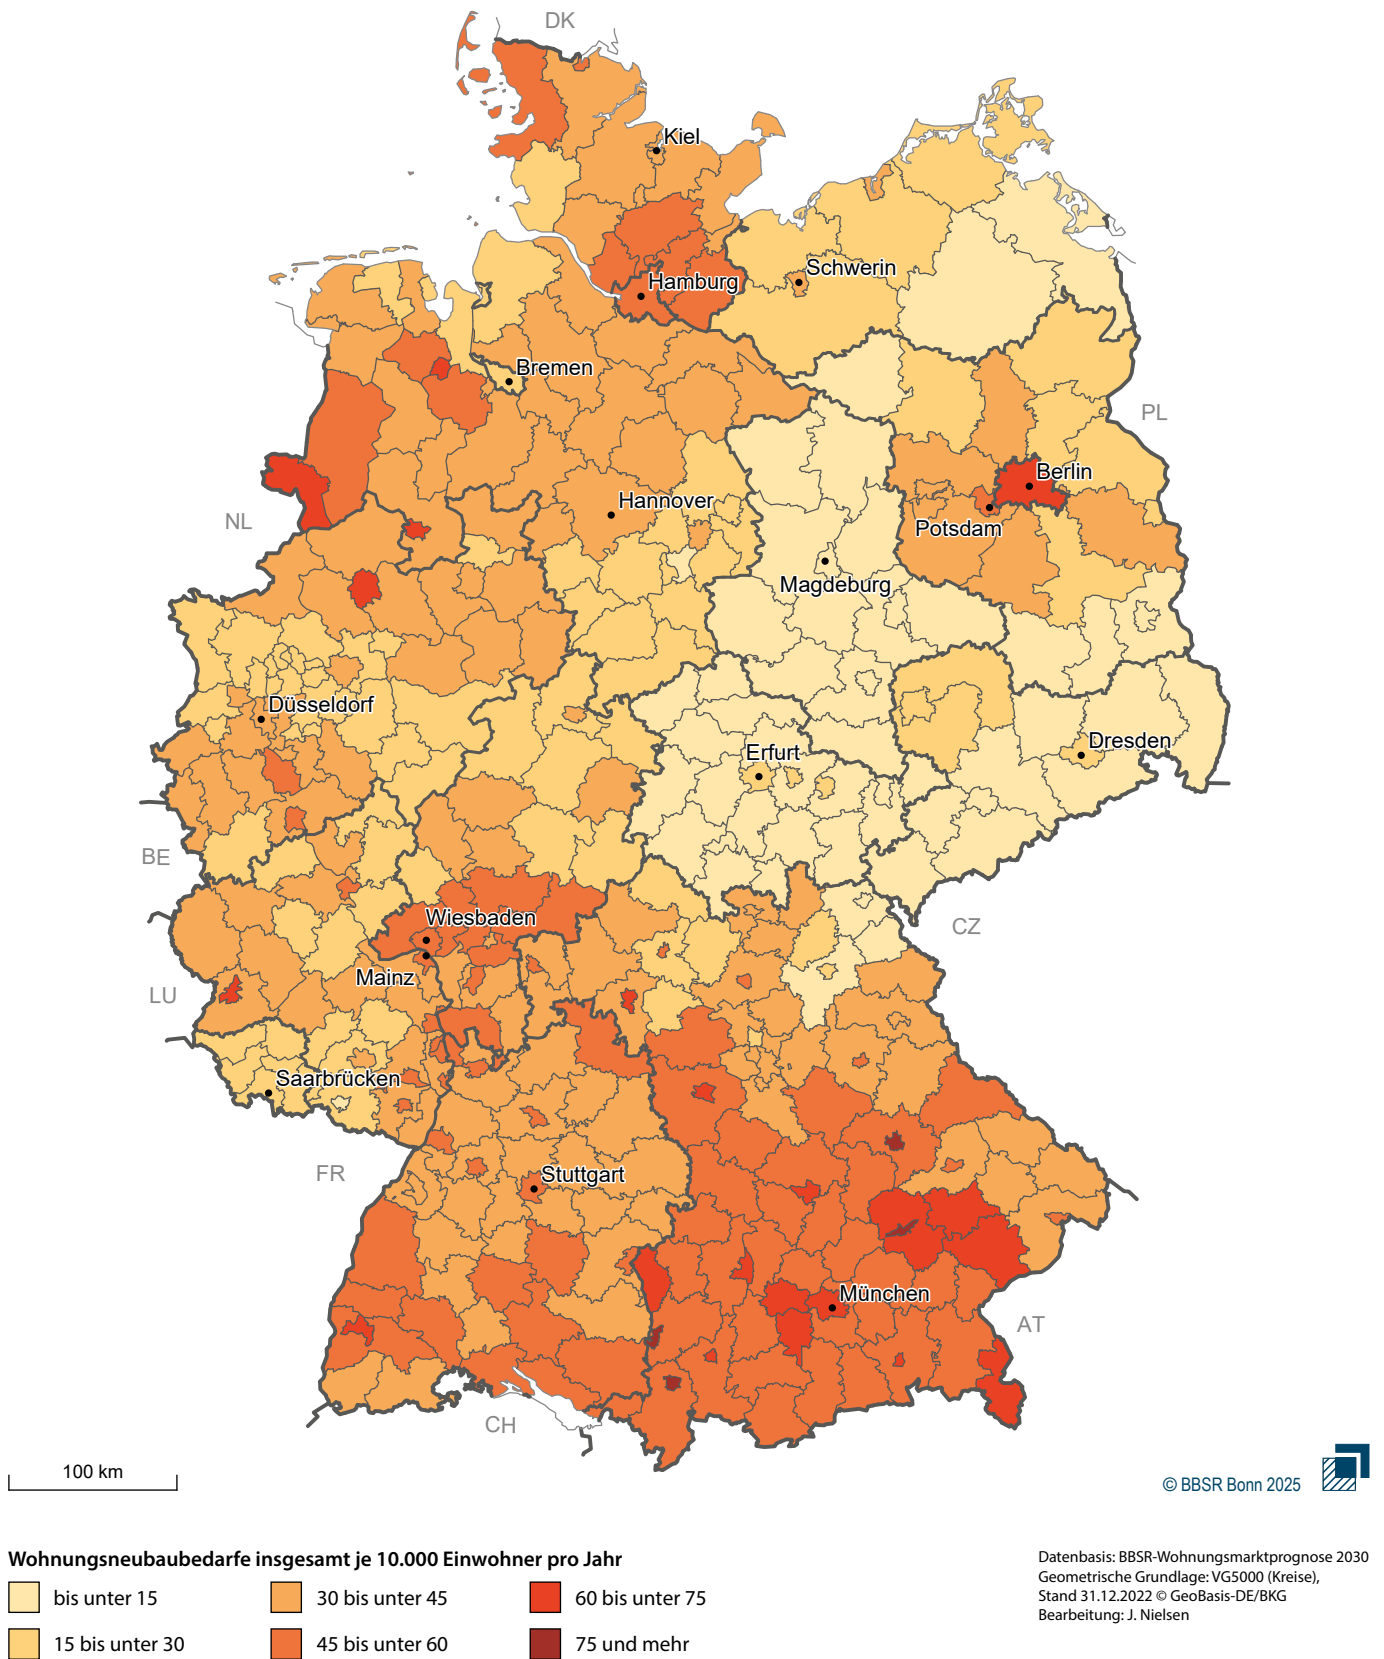 DK
Kiel
Schwerin
Hamburg
Bremen
PL
Berlin
Hannover
NL
Potsdam
Magdeburg
Düsseldorf
Dresden
Erfurt
BE
Wiesbaden
CZ
Mainz
LU
Saarbrücken
FR
Stuttgart
München
AT
CH
100 km
© BBSR Bonn 2025
Wohnungsneubaubedarfe insgesamt je 10.000 Einwohner pro Jahr
bis unter 15
30 bis unter 45
60 bis unter 75
15 bis unter 30
45 bis unter 60
75 und mehr
Datenbasis: BBSR-Wohnungsmarktprognose 2030
Geometrische Grundlage: VG5000 (Kreise),
Stand 31.12.2022 © GeoBasis-DE/BKG
Bearbeitung: J. Nielsen